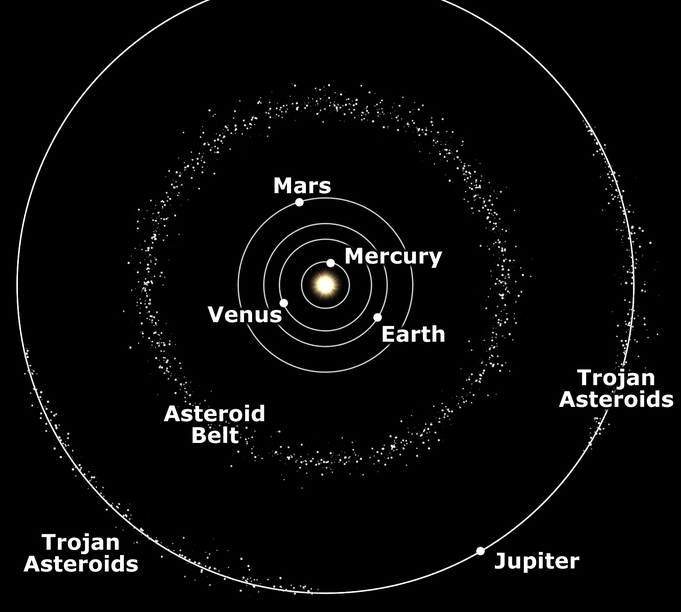 Mars
Mercury
Venus
Earth
Trojan
Asteroids
Asteroid
Belt
Trojan
Asteroids
Jupiter